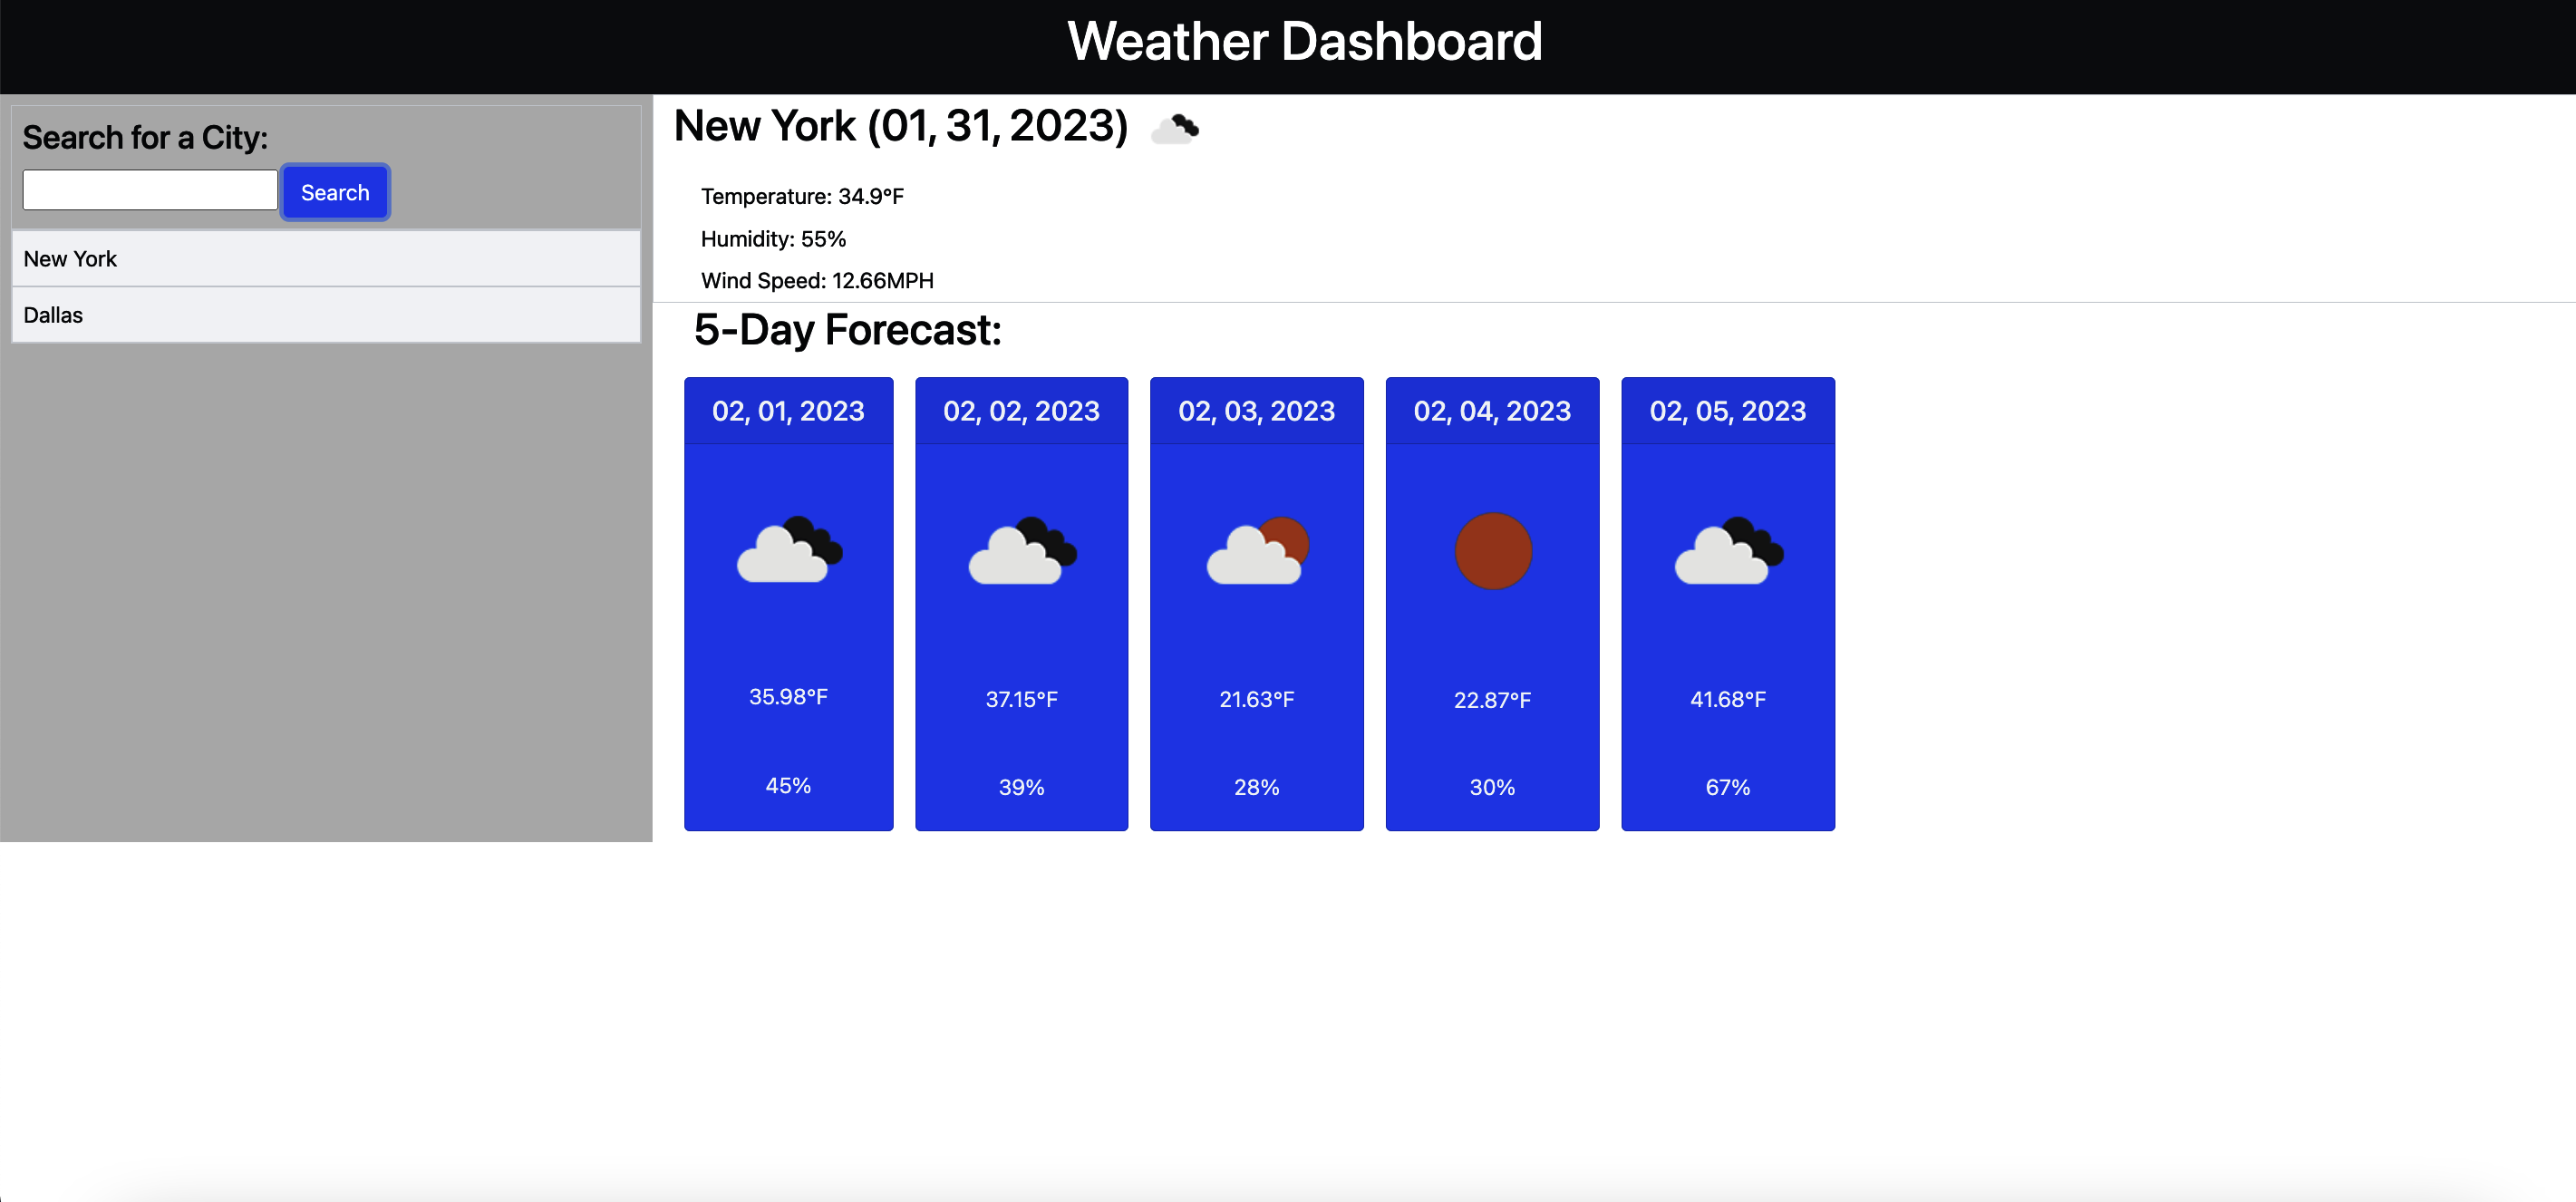 Weather Dashboard
Search for a City:
Search
New York
Dallas
New York (01, 31, 2023)
Temperature: 34.9°F
Humidity: 55%
Wind Speed: 12.66MPH
5-Day Forecast:
02, 01, 2023
35.98°F
45%
02, 02, 2023
37.15°F
39%
02, 03, 2023
21.63°F
28%
02, 04, 2023
22.87°F
30%
02, 05, 2023
41.68°F
67%